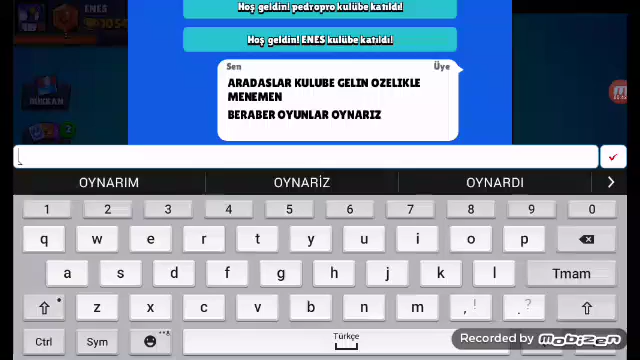 ENES
Hoş geldin! pedropro kulübe katıldı!
Hoş geldin! ENES kulübe katıldı!
Sen
Üye
ARADASLAR KULUBE GELIN OZELIKLE
MENEMEN
BERABER OYUNLAR OYNARIZ
OYNARIM
OYNARİZ
OYNARDI
1 2 3 4 5 6 7 8 9 0
q w e r t y u i o p
a s d f g h j k l Tmam
z x c v b n m , ! . ?
Ctrl Sym Türkçe
Recorded by mobizen